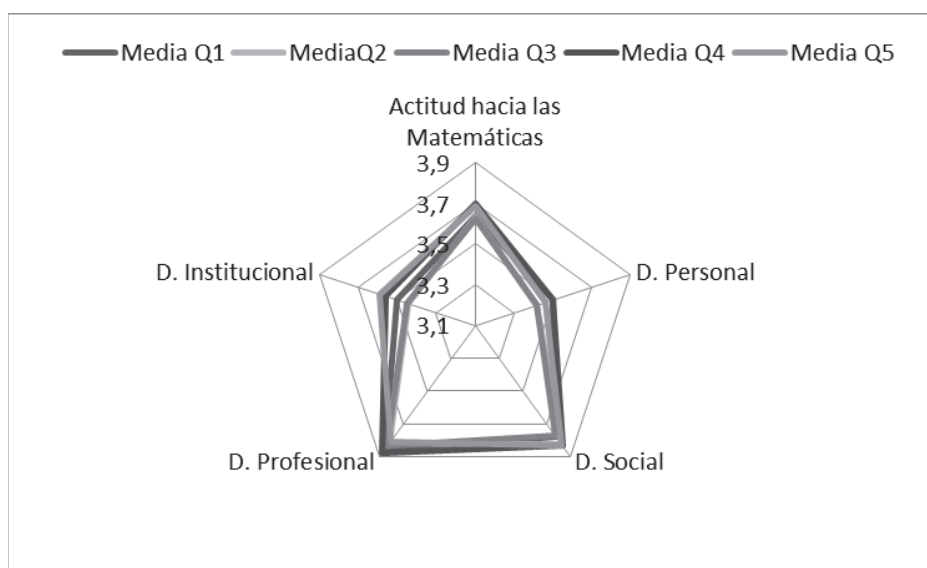 Media Q1 MediaQ2 Media Q3 Media Q4 Media Q5
Actitud hacia las
Matemáticas
3,9
3,7
3,5
D. Institucional
D. Personal
3,3
3,1
D. Profesional
D. Social